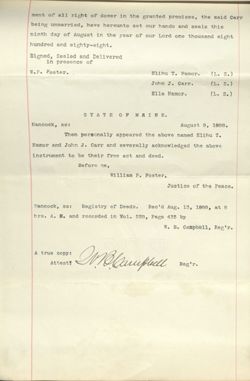 ment of all right of dower in the granted promises, the said Carr
being unmarried, have hereunto set our hands and seals this
ninth day of August in the year of our Lord one thousand eight
hundred and eighty-eight.
Signed, Sealed and Delivered
in presence of
W.P. Foster. Elihu T. Hamor. (L. S.)
John J. Carr. (L. S.)
Ella Hamor. (L. S.)
STATE OF MAINE.
Hancock, ss: August 9, 1888.
Then personally appeared the above named Elihu T.
Hamor and John J. Carr and severally acknowledged the above
instrument to be their free act and deed.
Before me,
William P. Foster,
Justice of the Peace.
Hancock, ss: Registry of Deeds. Rec'd Aug. 13, 1888, at 8
hrs. A. M. and recorded in Vol. Page 435 by
W. B. Campbell, Reg'r.
A true copy:
Attest: W B Campbell Reg'r.